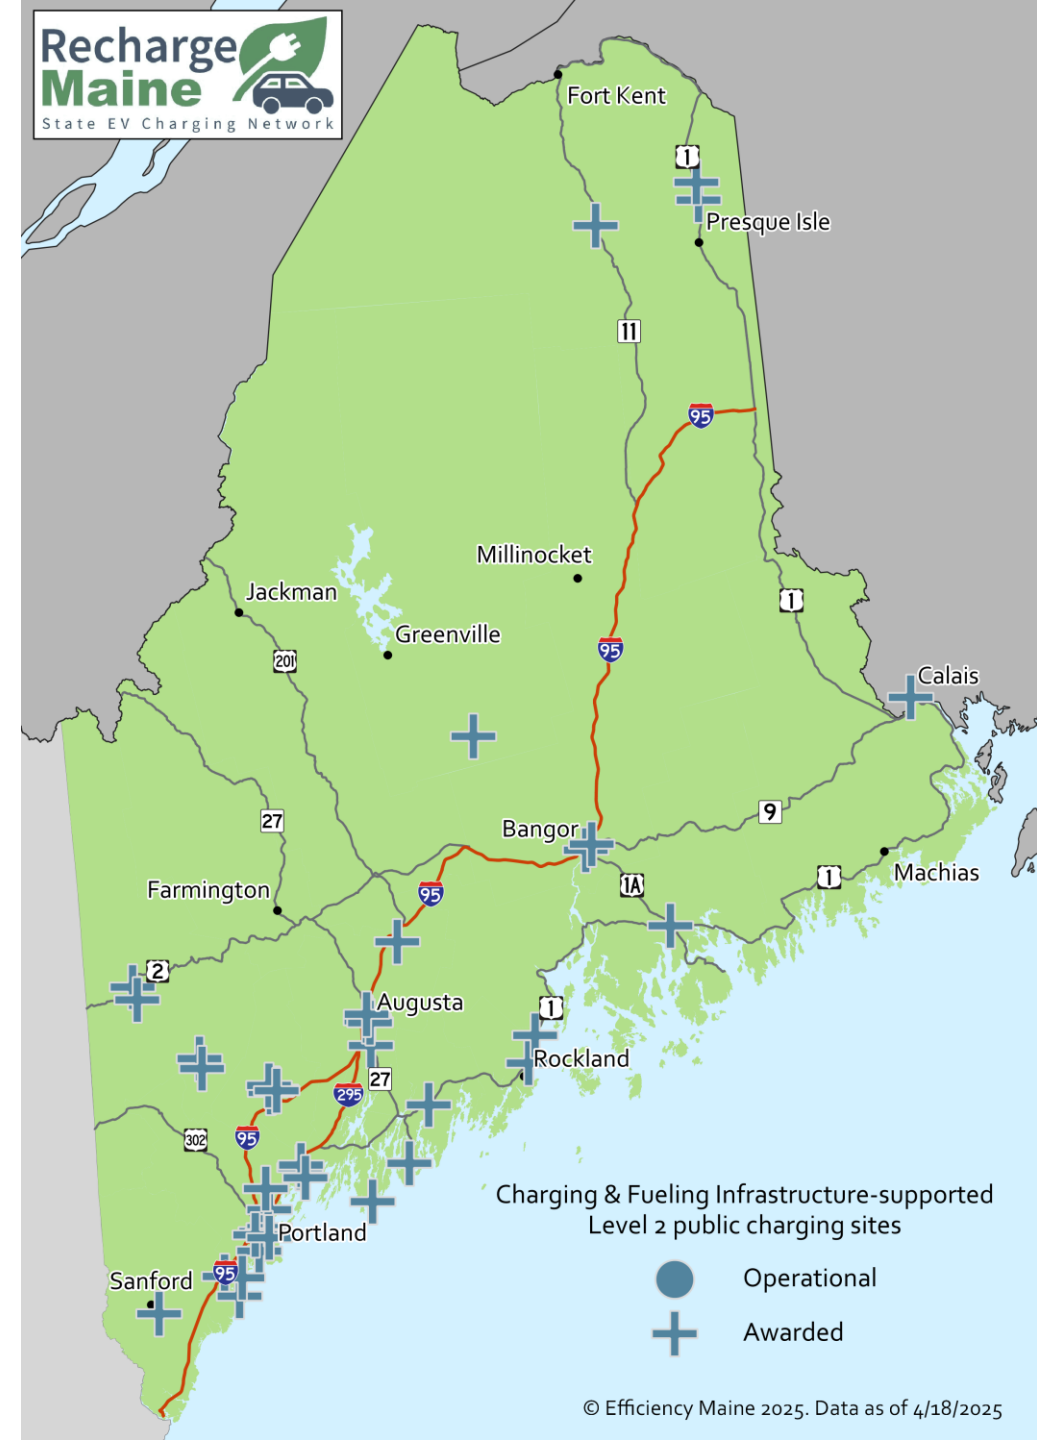 Recharge
Maine
State EV Charging Network
Fort Kent
1
Presque Isle
11
95
Millinocket
Jackman
1
Greenville
95
201
Calais
27
9
Bangor
1A
1
Machias
95
Farmington
2
Augusta
1
Rockland
27
295
95
302
Charging & Fueling Infrastructure-supported
Level 2 public charging sites
Portland
95
Sanford
Operational
Awarded
© Efficiency Maine 2025. Data as of 4/18/2025